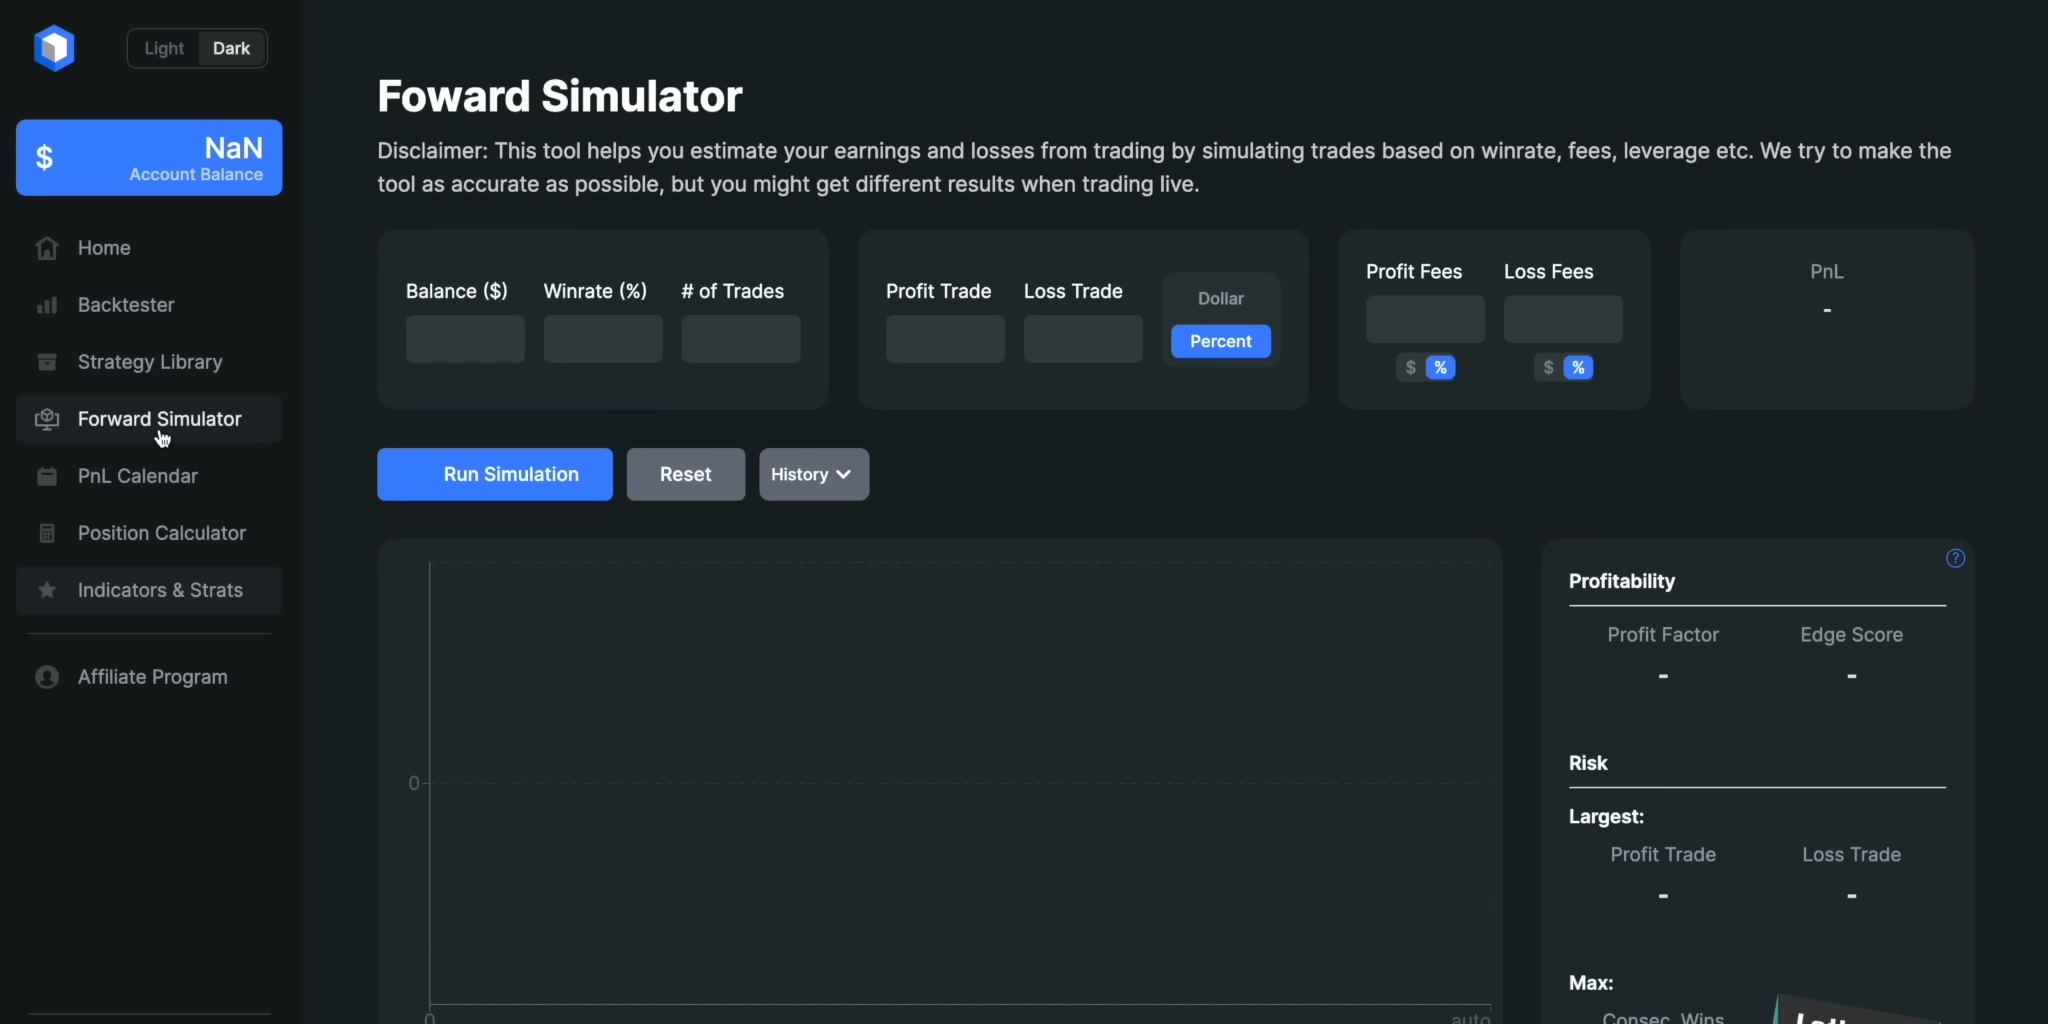 Light Dark
$ NaN
Account Balance
Home
Backtester
Strategy Library
Forward Simulator
PnL Calendar
Position Calculator
Indicators & Strats
Affiliate Program
Foward Simulator
Disclaimer: This tool helps you estimate your earnings and losses from trading by simulating trades based on winrate, fees, leverage etc. We try to make the
tool as accurate as possible, but you might get different results when trading live.
Balance ($) Winrate (%) # of Trades
Profit Trade Loss Trade
Dollar
Percent
Profit Fees Loss Fees
$ % $ %
PnL
-
Run Simulation Reset History
0
0 auto
?
Profitability
Profit Factor Edge Score
- -
Risk
Largest:
Profit Trade Loss Trade
- -
Max:
Consec. Wins